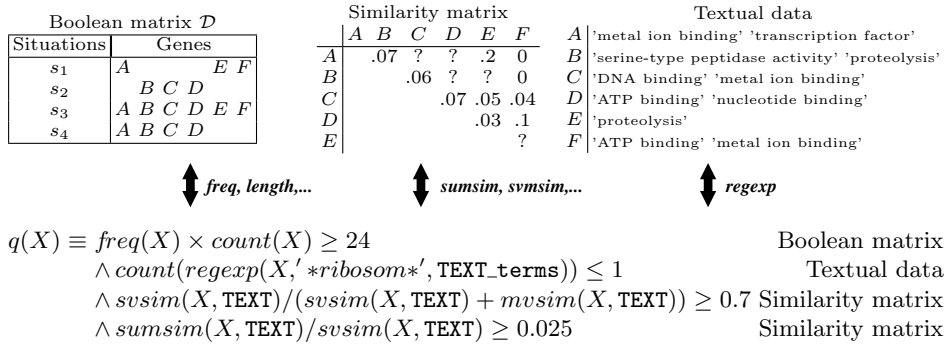 Boolean matrix D
Situations Genes
s1 A E F
s2 B C D
s3 A B C D E F
s4 A B C D
Similarity matrix
A B C D E F
A .07 ? ? .2 0
B .06 ? ? 0
C .07 .05 .04
D .03 .1
E ?
Textual data
A 'metal ion binding' 'transcription factor'
B 'serine-type peptidase activity' 'proteolysis'
C 'DNA binding' 'metal ion binding'
D 'ATP binding' 'nucleotide binding'
E 'proteolysis'
F 'ATP binding' 'metal ion binding'
freq, length,... sumsim, svmsim,... regexp
q(X) ≡ freq(X) × count(X) ≥ 24 Boolean matrix
∧ count(regexp(X,′ *ribosom*′, TEXT_terms)) ≤ 1 Textual data
∧ svsim(X, TEXT)/(svsim(X, TEXT) + mvsim(X, TEXT)) ≥ 0.7 Similarity matrix
∧ sumsim(X, TEXT)/svsim(X, TEXT) ≥ 0.025 Similarity matrix